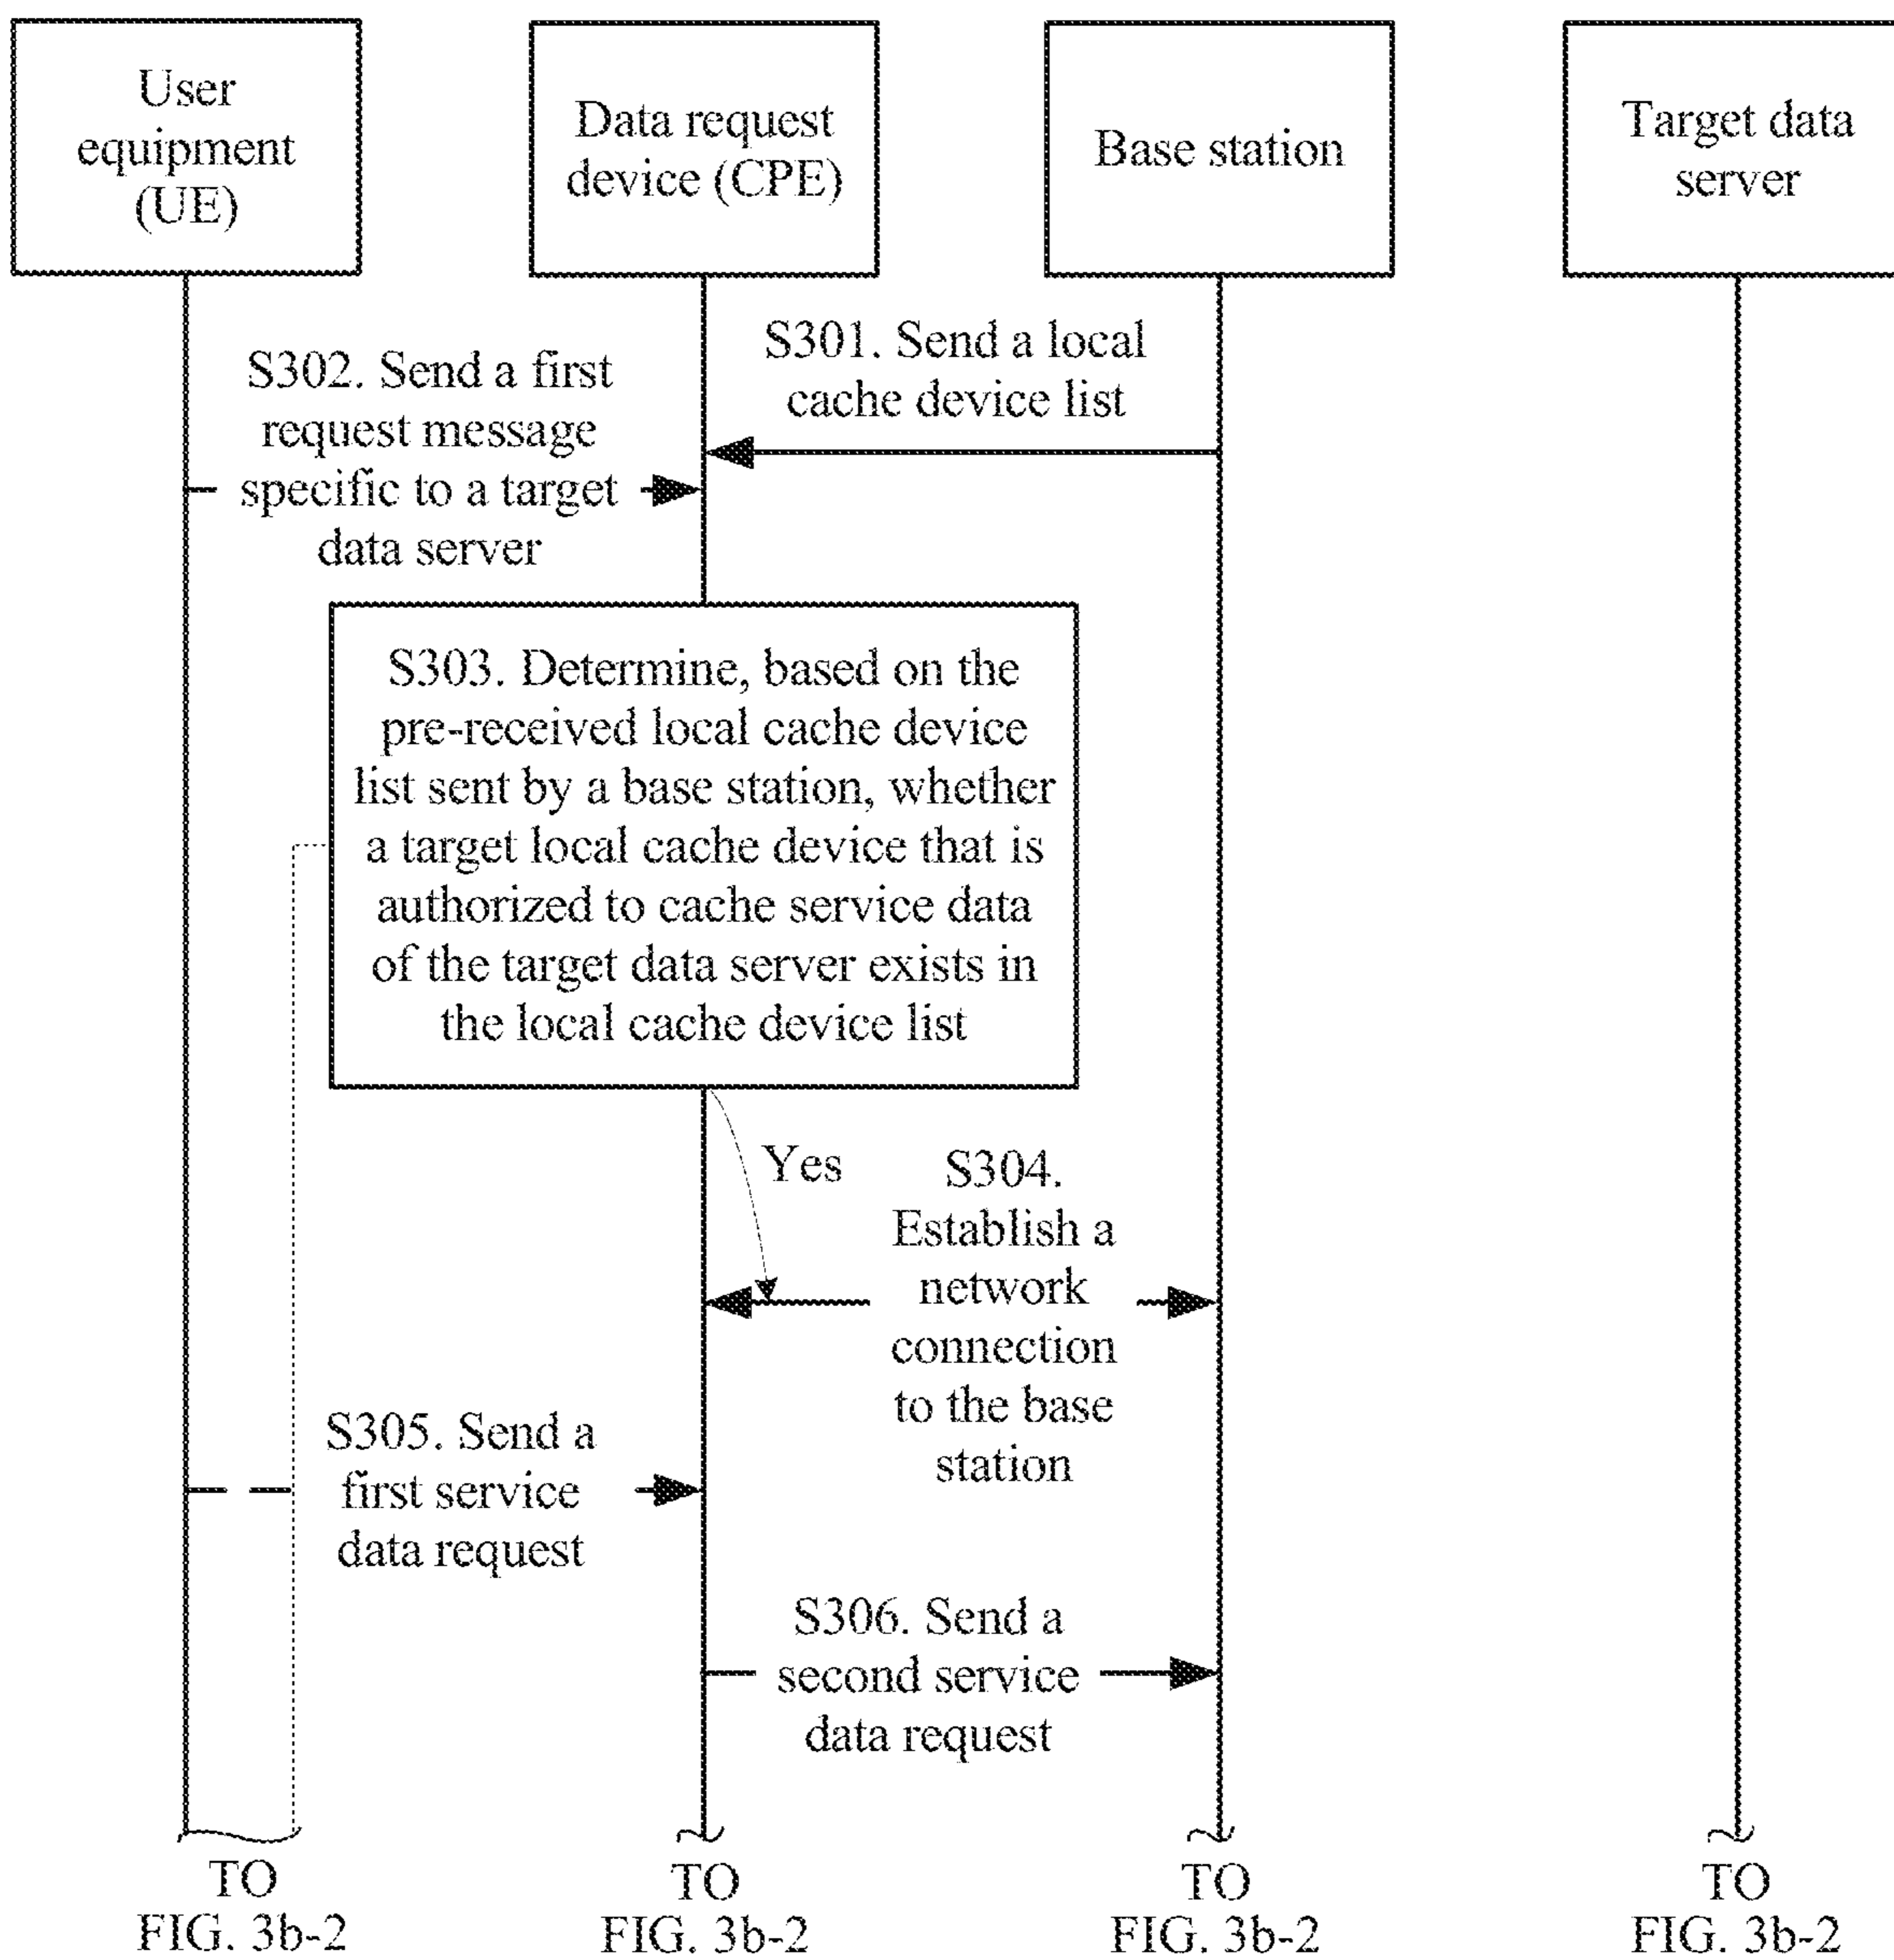 User
equipment
(UE)
Data request
device (CPE)
Base station
Target data
server
S301. Send a local
cache device list
S302. Send a first
request message
specific to a target
data server
S303. Determine, based on the
pre-received local cache device
list sent by a base station, whether
a target local cache device that is
authorized to cache service data
of the target data server exists in
the local cache device list
Yes
S304.
Establish a
network
connection
to the base
station
S305. Send a
first service
data request
S306. Send a
second service
data request
TO
FIG. 3b-2
TO
FIG. 3b-2
TO
FIG. 3b-2
TO
FIG. 3b-2